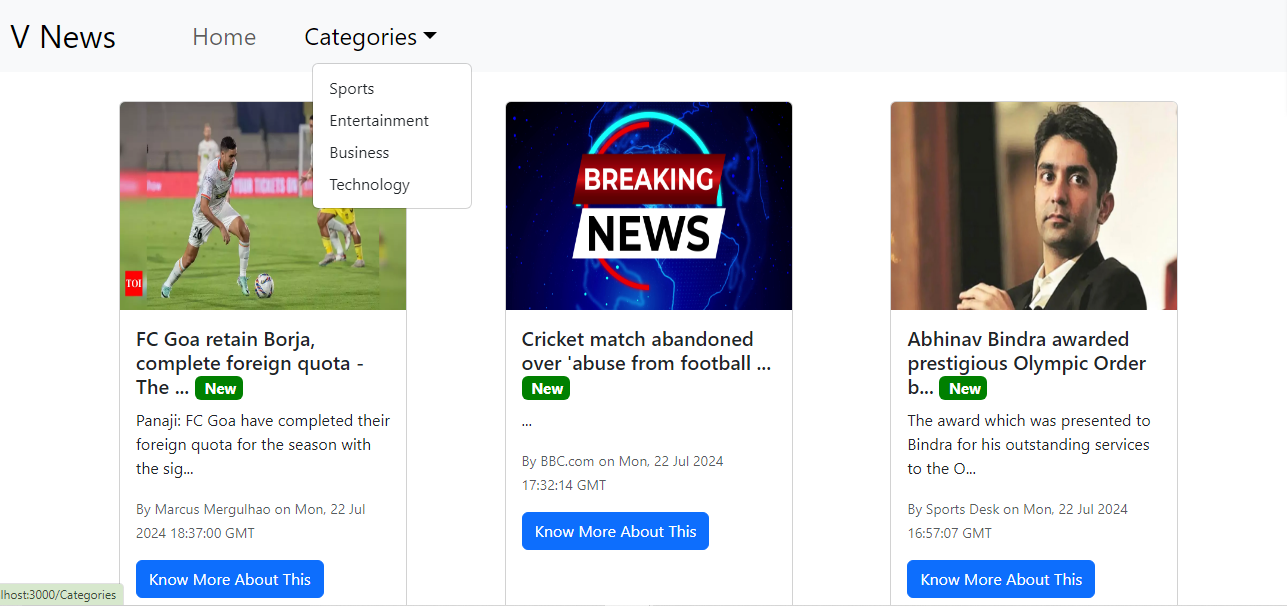 V News
Home
Categories
Sports
Entertainment
Business
Technology
YOUR TICKETS ON
26
TOI
FC Goa retain Borja,
complete foreign quota -
The ... New
Panaji: FC Goa have completed their
foreign quota for the season with
the sig...
By Marcus Mergulhao on Mon, 22 Jul
2024 18:37:00 GMT
Know More About This
BREAKING
NEWS
Cricket match abandoned
over 'abuse from football ...
New
...
By BBC.com on Mon, 22 Jul 2024
17:32:14 GMT
Know More About This
Abhinav Bindra awarded
prestigious Olympic Order
b... New
The award which was presented to
Bindra for his outstanding services
to the O...
By Sports Desk on Mon, 22 Jul 2024
16:57:07 GMT
Know More About This
lhost:3000/Categories